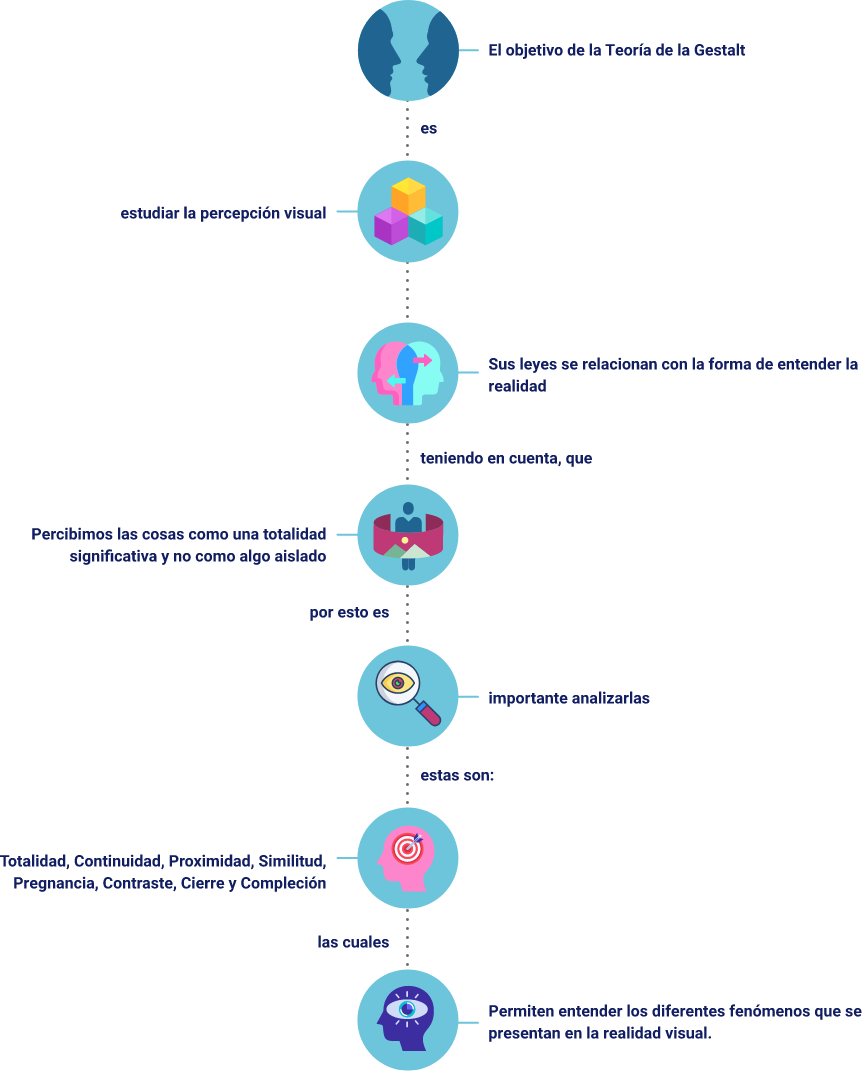 El objetivo de la Teoría de la Gestalt
es
estudiar la percepción visual
Sus leyes se relacionan con la forma de entender la
realidad
teniendo en cuenta, que
Percibimos las cosas como una totalidad
significativa y no como algo aislado
por esto es
importante analizarlas
estas son:
Totalidad, Continuidad, Proximidad, Similitud,
Pregnancia, Contraste, Cierre y Compleción
las cuales
Permiten entender los diferentes fenómenos que se
presentan en la realidad visual.